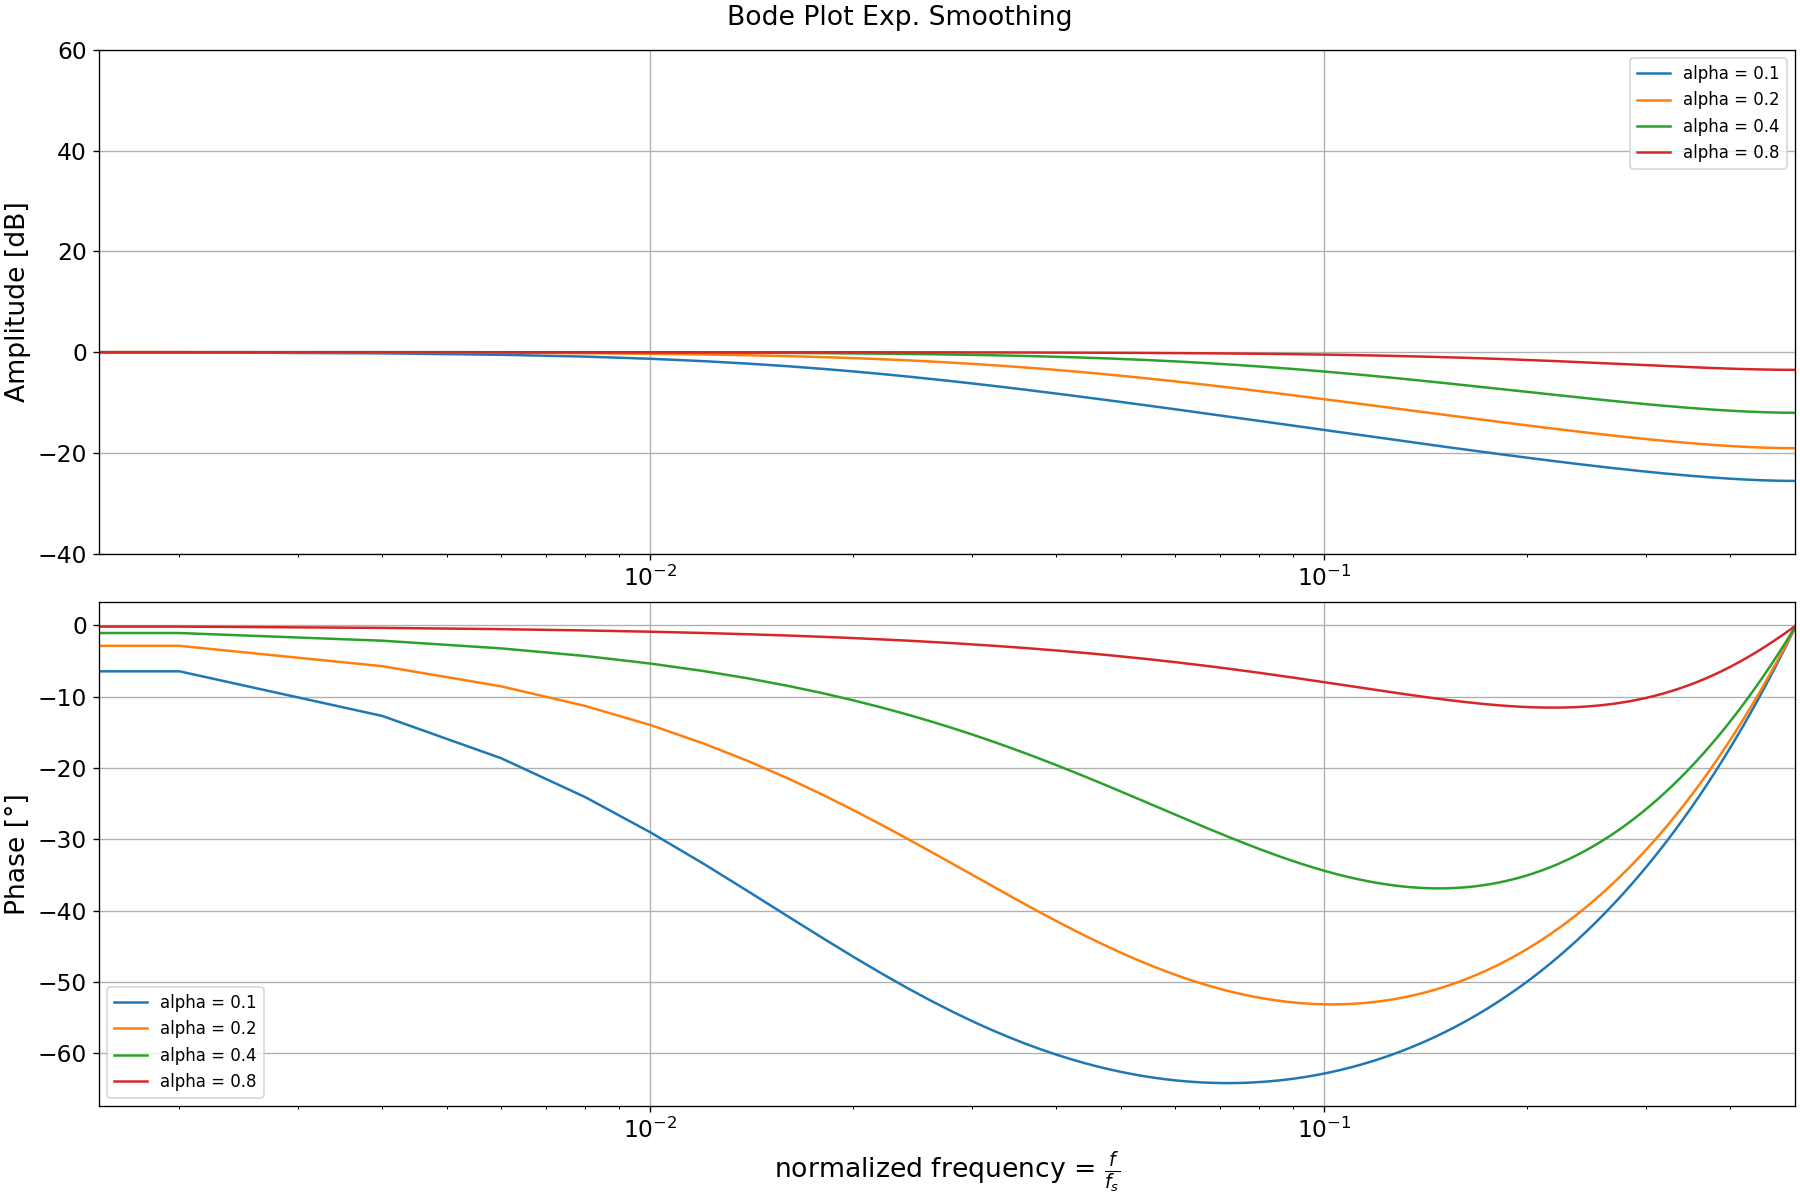 Bode Plot Exp. Smoothing
60
40
20
0
−20
−40
Amplitude [dB]
alpha = 0.1
alpha = 0.2
alpha = 0.4
alpha = 0.8
10⁻²
10⁻¹
0
−10
−20
−30
−40
−50
−60
Phase [°]
alpha = 0.1
alpha = 0.2
alpha = 0.4
alpha = 0.8
10⁻²
10⁻¹
normalized frequency = f/fₛ